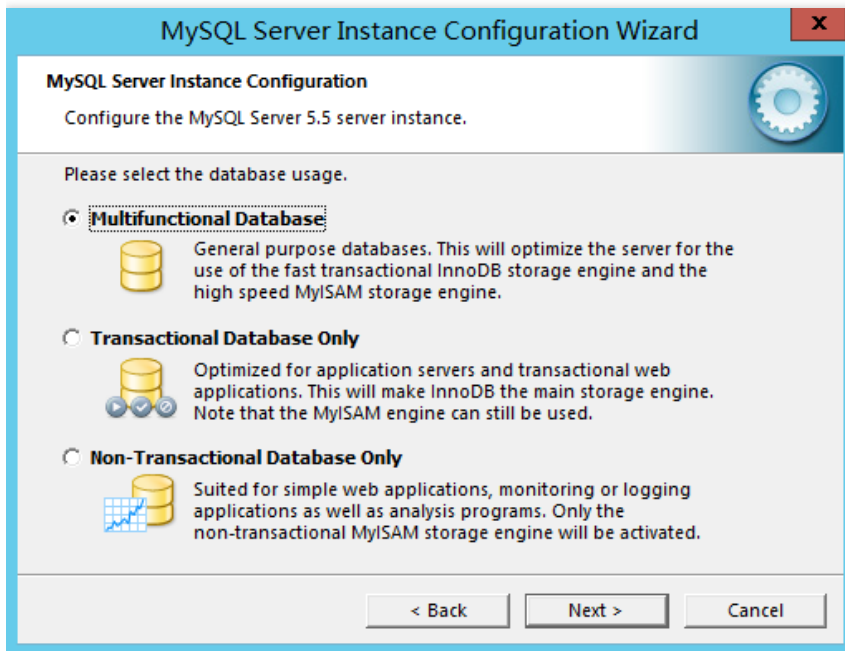 MySQL Server Instance Configuration Wizard
x
MySQL Server Instance Configuration
Configure the MySQL Server 5.5 server instance.
Please select the database usage.
Multifunctional Database
General purpose databases. This will optimize the server for the
use of the fast transactional InnoDB storage engine and the
high speed MyISAM storage engine.
Transactional Database Only
Optimized for application servers and transactional web
applications. This will make InnoDB the main storage engine.
Note that the MyISAM engine can still be used.
Non-Transactional Database Only
Suited for simple web applications, monitoring or logging
applications as well as analysis programs. Only the
non-transactional MyISAM storage engine will be activated.
< Back Next > Cancel